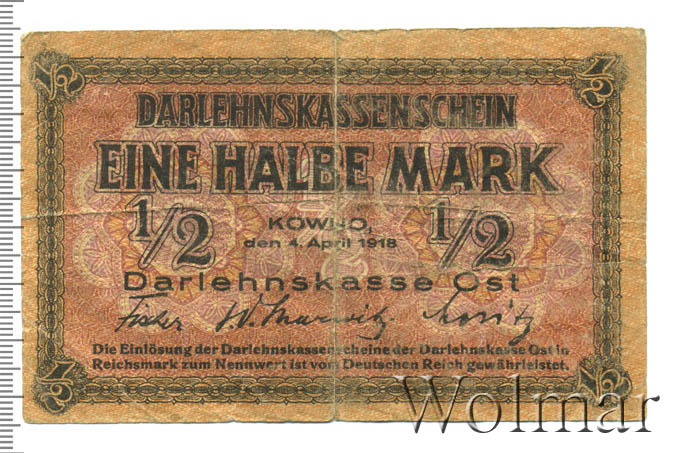 1/2 1/2
DARLEHNSKASSENSCHEIN
EINE HALBE MARK
1/2 1/2
KOWNO,
den 4. April 1918
Darlehnskasse Ost
Die Einlösung der Darlehnskassenscheine der Darlehnskasse Ost in
Reichsmark zum Nennwert ist vom Deutschen Reich gewährleistet.
1/2 1/2
Wolmar